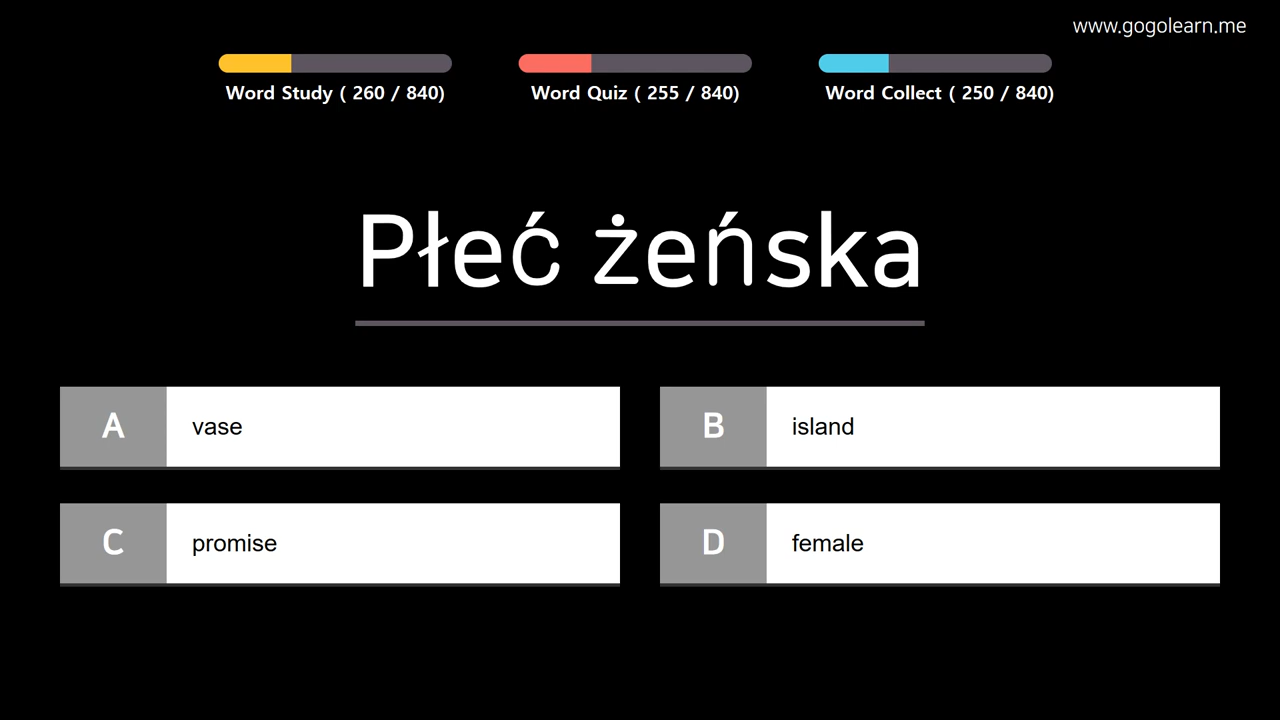 www.gogolearn.me
Word Study ( 260 / 840)
Word Quiz ( 255 / 840)
Word Collect ( 250 / 840)
Płeć żeńska
A
vase
B
island
C
promise
D
female